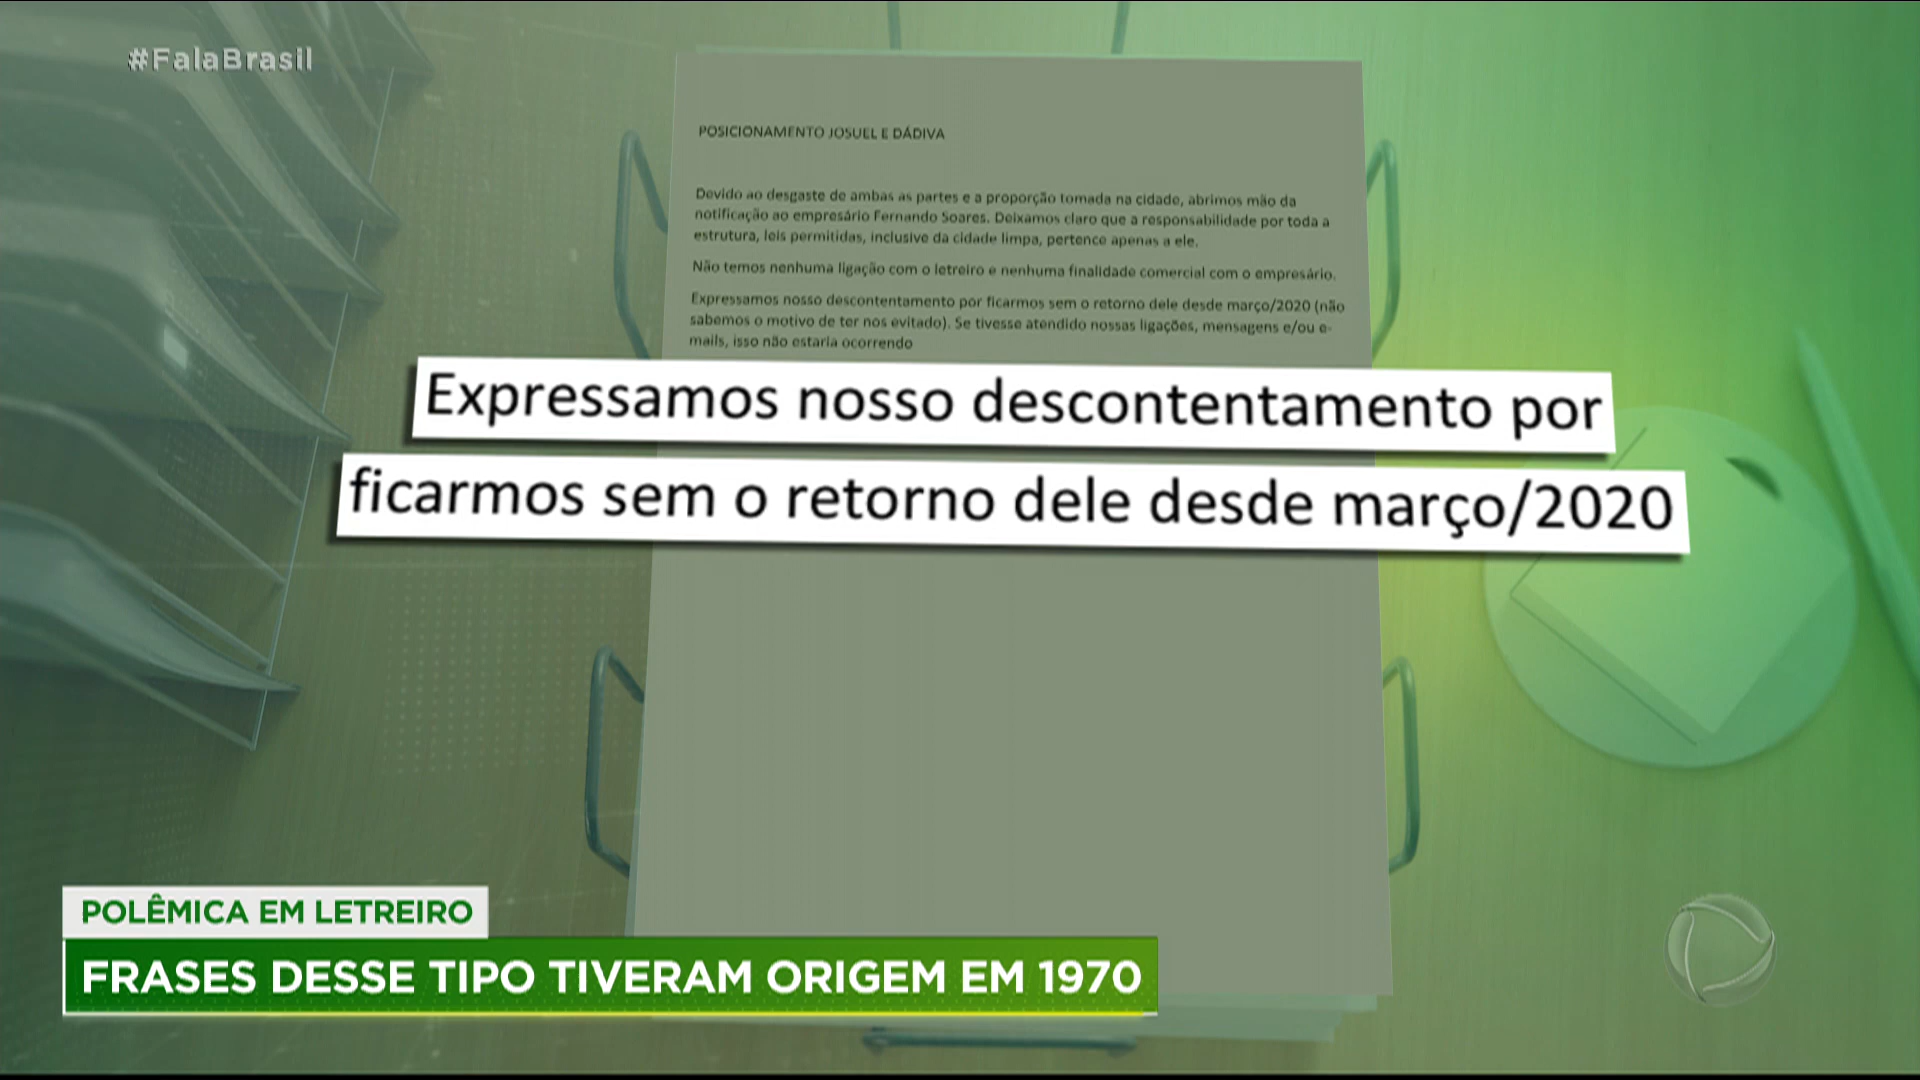 #FalaBrasil
POSICIONAMENTO JOSUEL E DÁDIVA
Devido ao desgaste de ambas as partes e a proporção tomada na cidade, abrimos mão da
notificação ao empresário Fernando Soares. Deixamos claro que a responsabilidade por toda a
estrutura, leis permitidas, inclusive da cidade limpa, pertence apenas a ele.
Não temos nenhuma ligação com o letreiro e nenhuma finalidade comercial com o empresário.
Expressamos nosso descontentamento por ficarmos sem o retorno dele desde março/2020 (não
sabemos o motivo de ter nos evitado). Se tivesse atendido nossas ligações, mensagens e/ou e-
mails, isso não estaria ocorrendo
Expressamos nosso descontentamento por
ficarmos sem o retorno dele desde março/2020
POLÊMICA EM LETREIRO
FRASES DESSE TIPO TIVERAM ORIGEM EM 1970